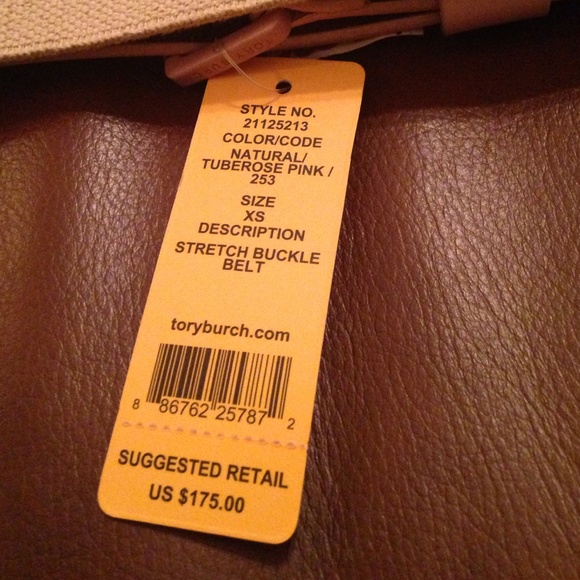 STYLE NO.
21125213
COLOR/CODE
NATURAL/
TUBEROSE PINK /
253
SIZE
XS
DESCRIPTION
STRETCH BUCKLE
BELT
toryburch.com
8 86762 25787 2
SUGGESTED RETAIL
US $175.00